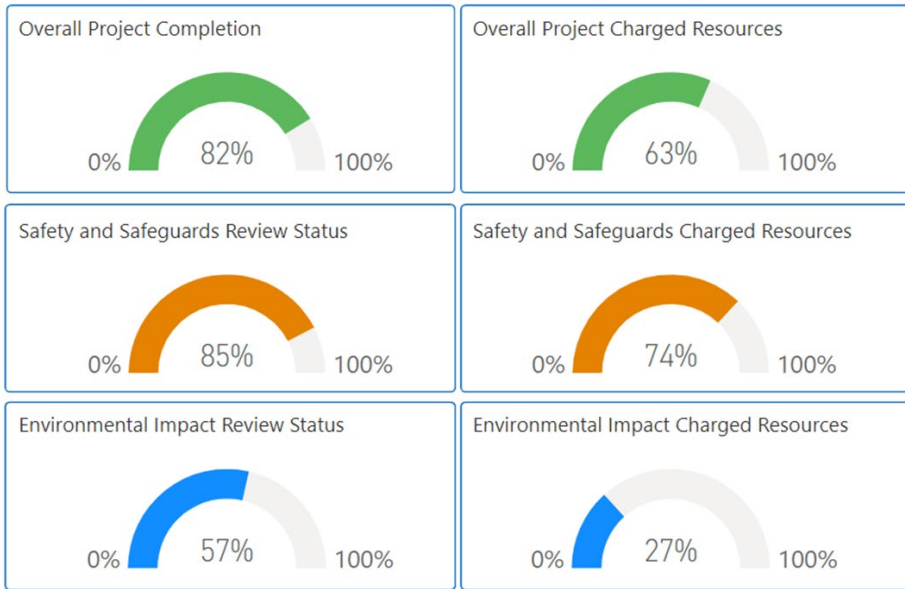 Overall Project Completion
0% 82% 100%
Overall Project Charged Resources
0% 63% 100%
Safety and Safeguards Review Status
0% 85% 100%
Safety and Safeguards Charged Resources
0% 74% 100%
Environmental Impact Review Status
0% 57% 100%
Environmental Impact Charged Resources
0% 27% 100%